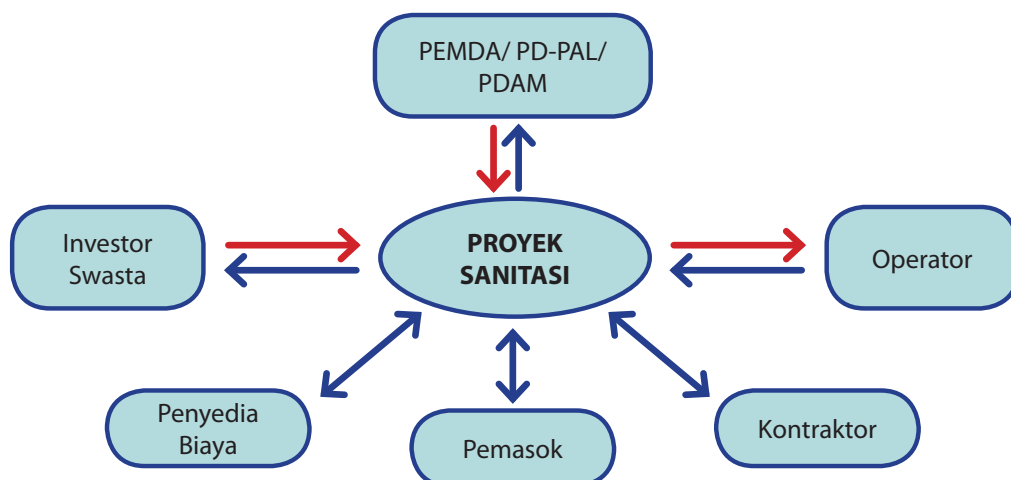 PEMDA/ PD-PAL/
PDAM
Investor
Swasta
PROYEK
SANITASI
Operator
Penyedia
Biaya
Pemasok
Kontraktor